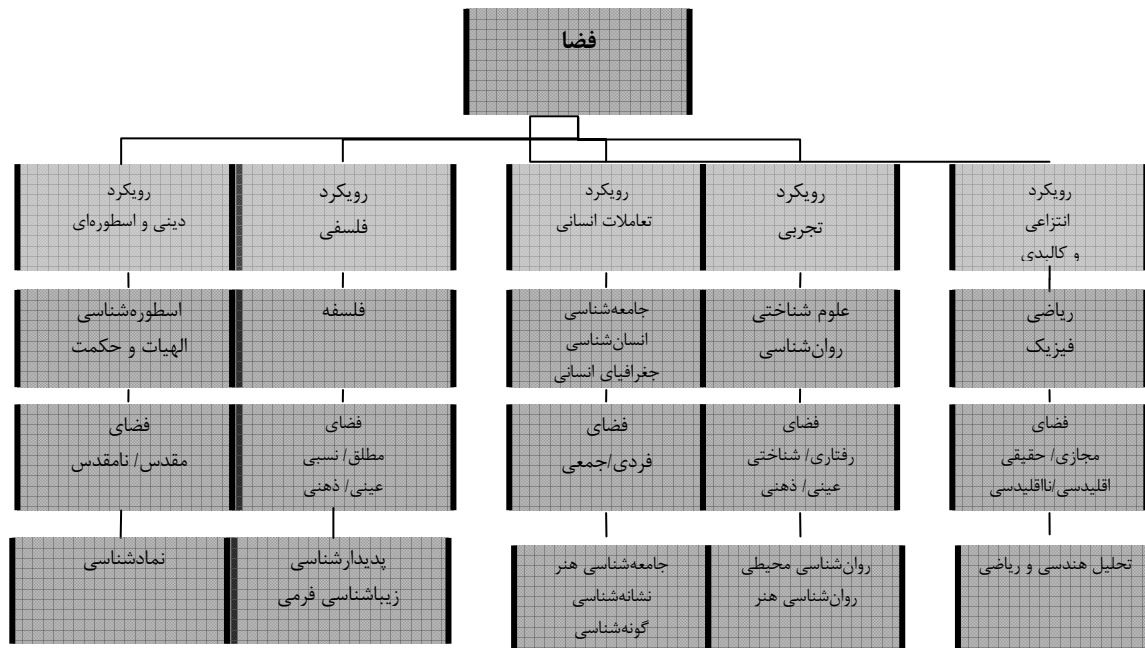 فضا
رویکرد
انتزاعی
و کالبدی
رویکرد
تجربی
رویکرد
تعاملات انسانی
رویکرد
فلسفی
رویکرد
دینی و اسطوره‌ای
ریاضی
فیزیک
علوم شناختی
روان‌شناسی
جامعه‌شناسی
انسان‌شناسی
جغرافیای انسانی
فلسفه
اسطوره‌شناسی
الهیات و حکمت
فضای
مجازی/ حقیقی
اقلیدسی/نااقلیدسی
فضای
رفتاری/ شناختی
عینی/ ذهنی
فضای
فردی/جمعی
فضای
مطلق/ نسبی
عینی/ ذهنی
فضای
مقدس/ نامقدس
تحلیل هندسی و ریاضی
روان‌شناسی محیطی
روان‌شناسی هنر
جامعه‌شناسی هنر
نشانه‌شناسی
گونه‌شناسی
پدیدارشناسی
زیباشناسی فرمی
نمادشناسی